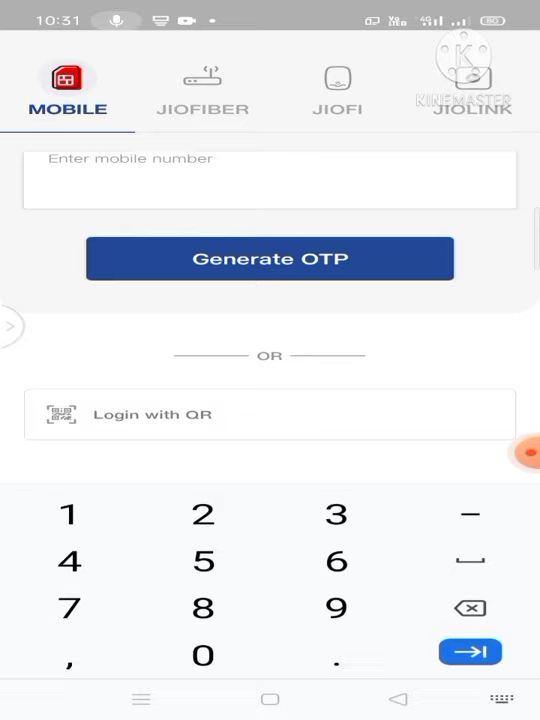 10:31
80
K
KINEMASTER
MOBILE
JIOFIBER
JIOFI
JIOLINK
Enter mobile number
Generate OTP
OR
Login with QR
1 2 3 –
4 5 6
7 8 9
, 0 .